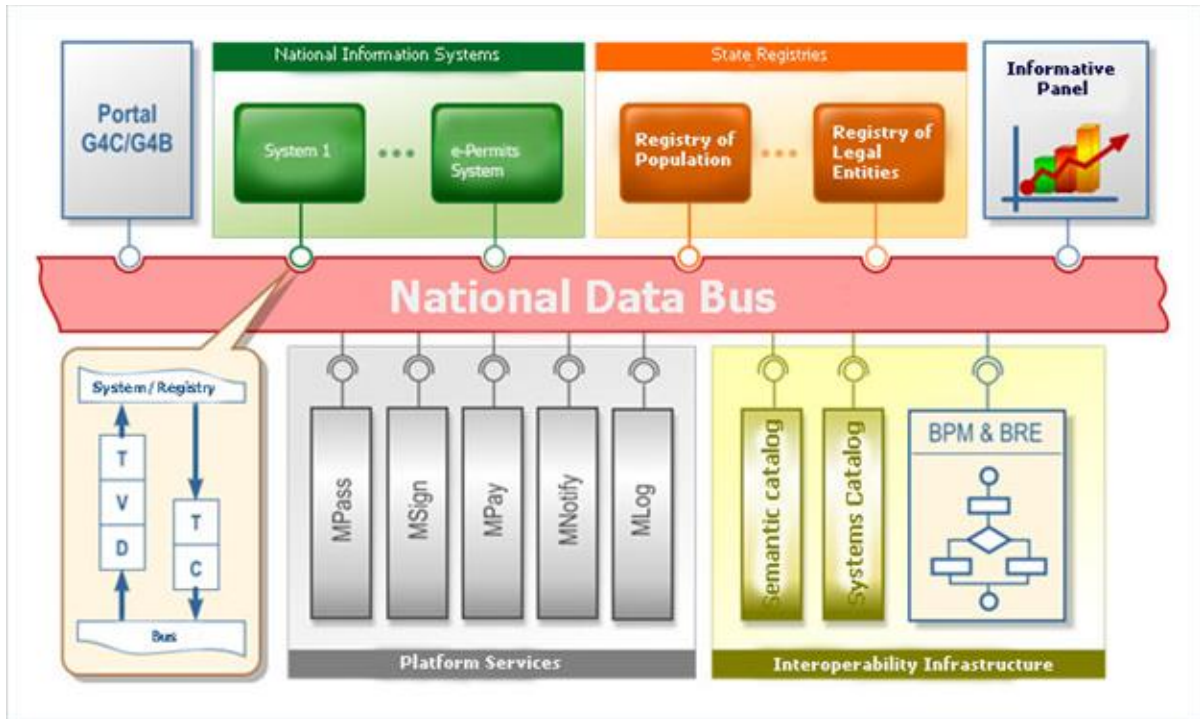 Portal
G4C/G4B
National Information Systems
System 1
e-Permits
System
State Registries
Registry of
Population
Registry of
Legal
Entities
Informative
Panel
National Data Bus
System/Registry
T
V
D
T
C
Bus
MPass
MSign
MPay
MNotify
MLog
Platform Services
Semantic catalog
Systems Catalog
BPM & BRE
Interoperability Infrastructure